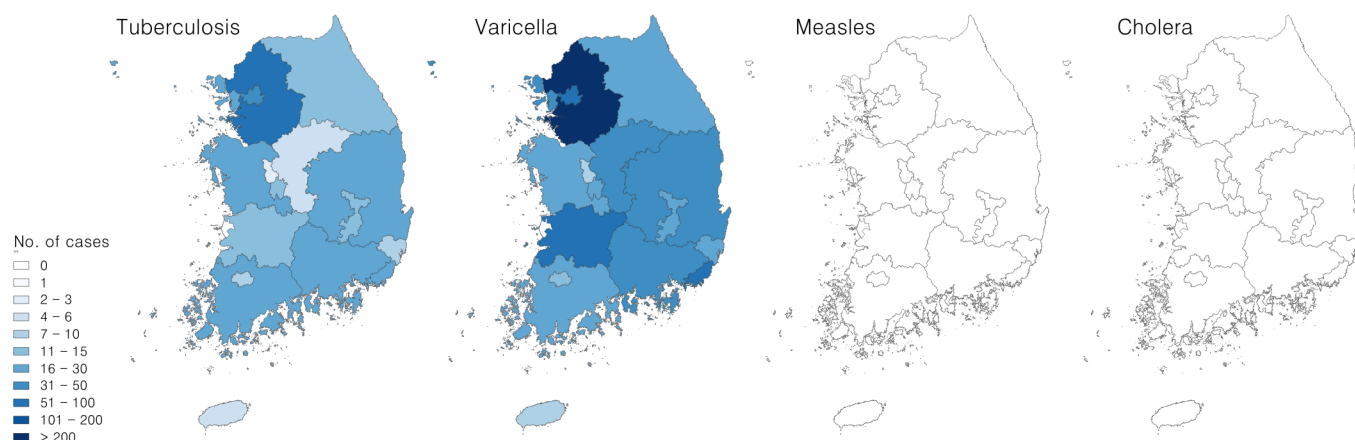 Tuberculosis
Varicella
Measles
Cholera
No. of cases
0
1
2 – 3
4 – 6
7 – 10
11 – 15
16 – 30
31 – 50
51 – 100
101 – 200
> 200